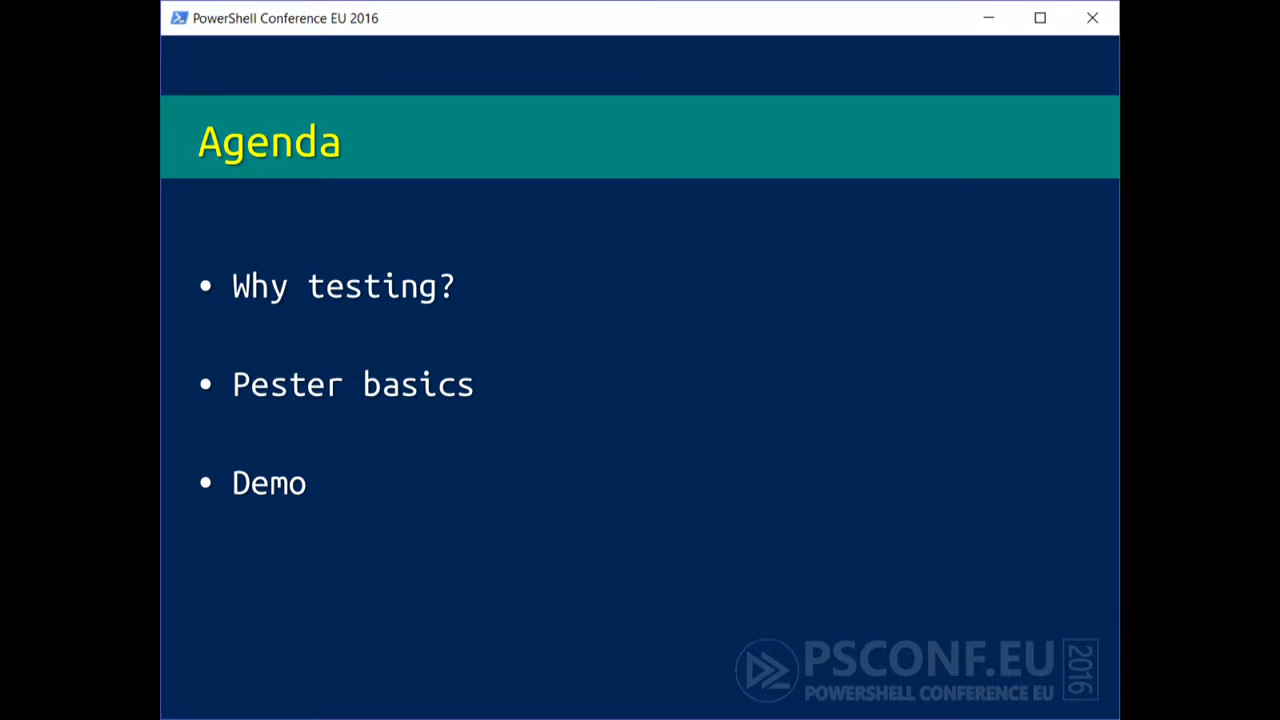 PowerShell Conference EU 2016
Agenda
• Why testing?
• Pester basics
• Demo
PSCONF.EU
POWERSHELL CONFERENCE EU
2016